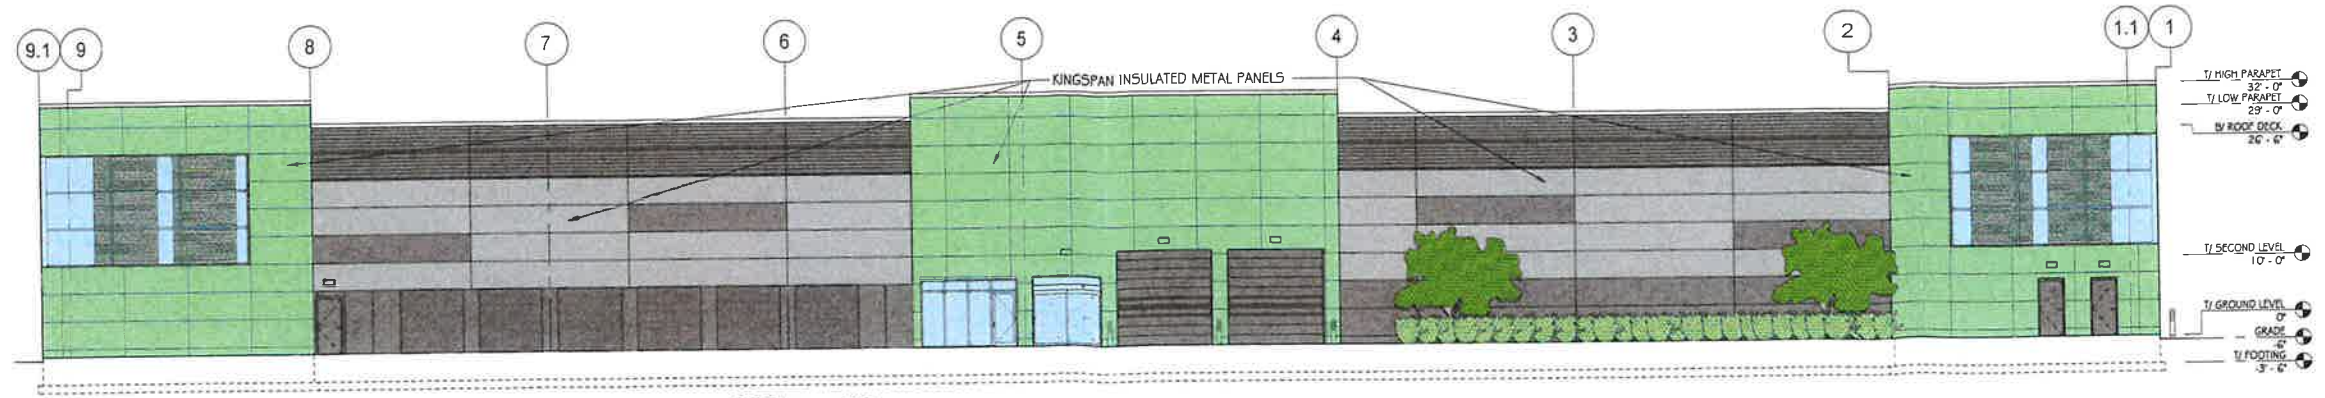 9.1 9 8 7 6 5 4 3 2 1.1 1
KINGSPAN INSULATED METAL PANELS
T/ HIGH PARAPET
32' - 0"
T/ LOW PARAPET
29' - 0"
B/ ROOF DECK
26' - 6"
T/ SECOND LEVEL
10' - 0"
T/ GROUND LEVEL
0"
GRADE
-6"
T/ FOOTING
-3' - 6"